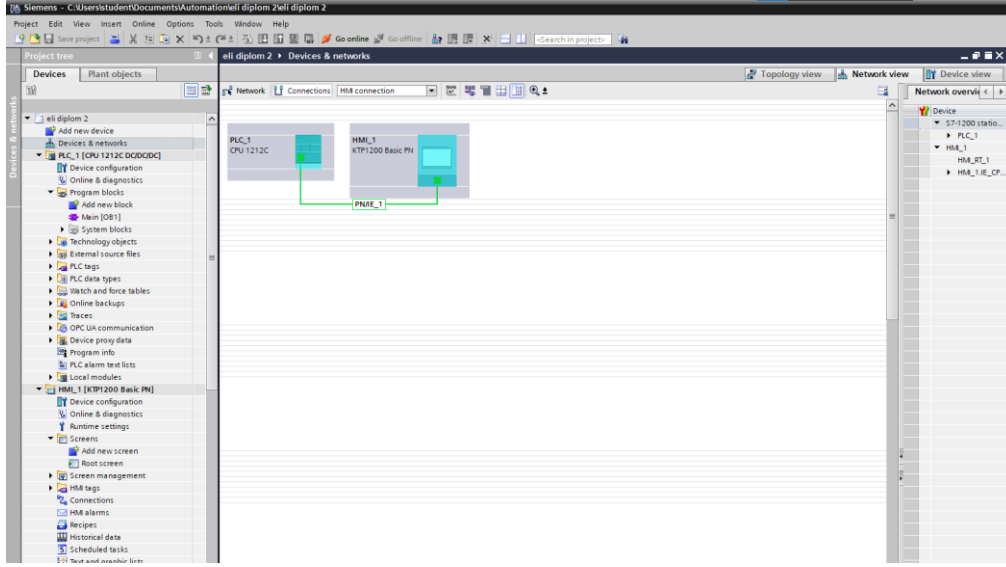 Siemens - C:\Users\student\Documents\Automation\eli diplom 2\eli diplom 2
Project Edit View Insert Online Options Tools Window Help
Save project Go online Go offline <Search in project>
Project tree
eli diplom 2 ▸ Devices & networks
Devices Plant objects
Topology view Network view Device view
Network Connections HMI connection
Network overvie
Devices & networks
eli diplom 2
Add new device
Devices & networks
PLC_1 [CPU 1212C DC/DC/DC]
Device configuration
Online & diagnostics
Program blocks
Add new block
Main [OB1]
System blocks
Technology objects
External source files
PLC tags
PLC data types
Watch and force tables
Online backups
Traces
OPC UA communication
Device proxy data
Program info
PLC alarm text lists
Local modules
HMI_1 [KTP1200 Basic PN]
Device configuration
Online & diagnostics
Runtime settings
Screens
Add new screen
Root screen
Screen management
HMI tags
Connections
HMI alarms
Recipes
Historical data
Scheduled tasks
Text and graphic lists
PLC_1
CPU 1212C
HMI_1
KTP1200 Basic PN
PN/IE_1
Device
S7-1200 statio...
PLC_1
HMI_1
HMI_RT_1
HMI_1.IE_CP...